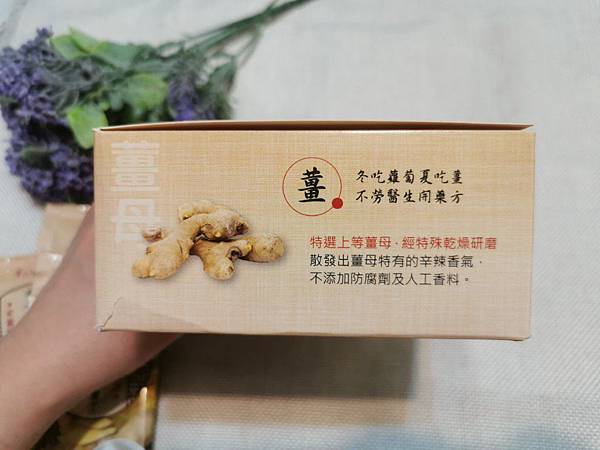 薑母
薑
冬吃蘿蔔夏吃薑
不勞醫生開藥方
特選上等薑母，經特殊乾燥研磨
散發出薑母特有的辛辣香氣，
不添加防腐劑及人工香料。